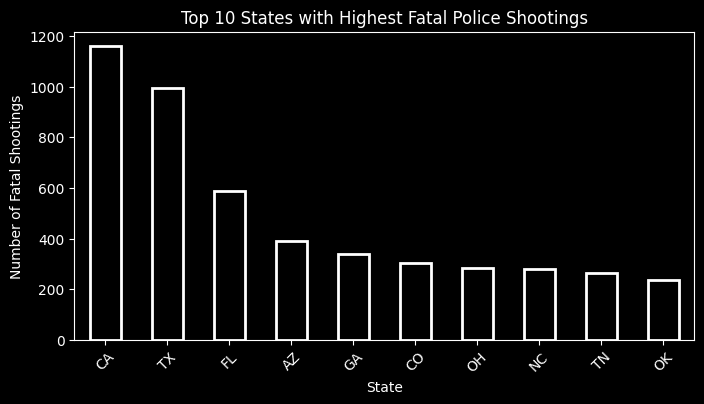 Top 10 States with Highest Fatal Police Shootings
Number of Fatal Shootings
1200
1000
800
600
400
200
0
CA
TX
FL
AZ
GA
CO
OH
NC
TN
OK
State